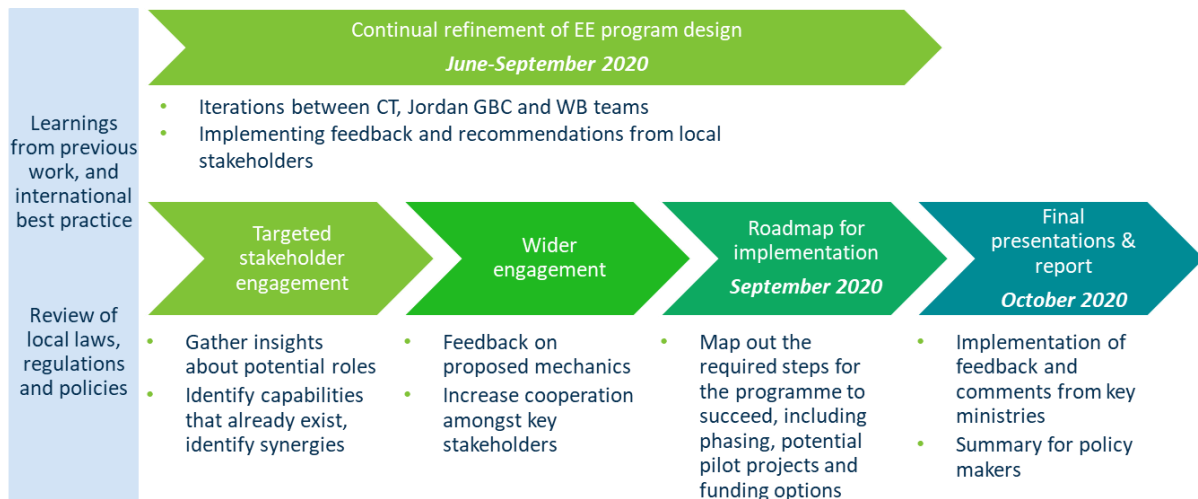 Learnings
from previous
work, and
international
best practice
Review of
local laws,
regulations
and policies
Continual refinement of EE program design
June-September 2020
• Iterations between CT, Jordan GBC and WB teams
• Implementing feedback and recommendations from local
stakeholders
Targeted
stakeholder
engagement
• Gather insights
about potential roles
• Identify capabilities
that already exist,
identify synergies
Wider
engagement
• Feedback on
proposed mechanics
• Increase cooperation
amongst key
stakeholders
Roadmap for
implementation
September 2020
• Map out the
required steps for
the programme to
succeed, including
phasing, potential
pilot projects and
funding options
Final
presentations &
report
October 2020
• Implementation of
feedback and
comments from key
ministries
• Summary for policy
makers